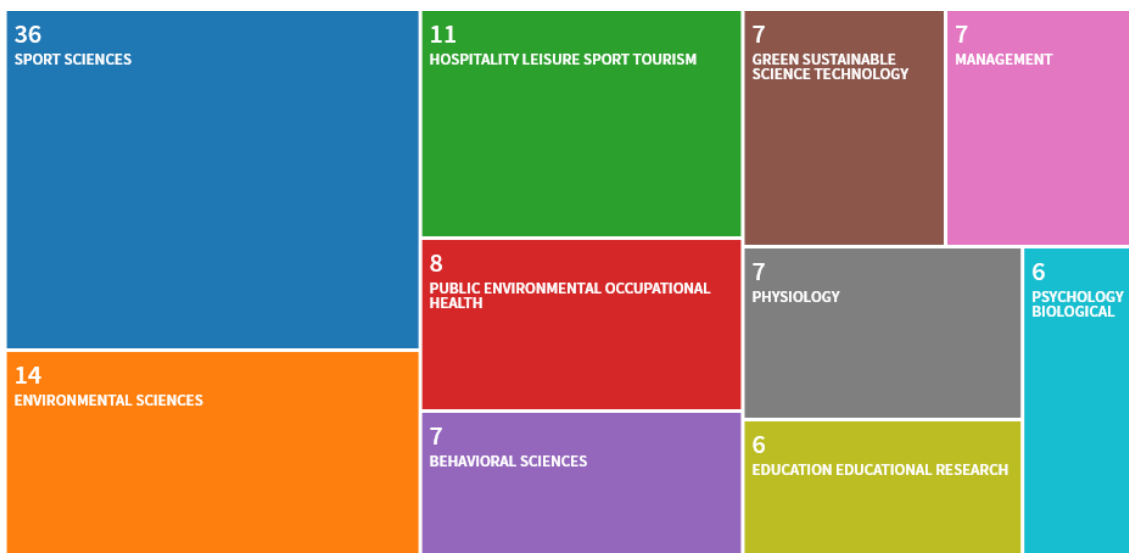 36
SPORT SCIENCES
14
ENVIRONMENTAL SCIENCES
11
HOSPITALITY LEISURE SPORT TOURISM
8
PUBLIC ENVIRONMENTAL OCCUPATIONAL
HEALTH
7
BEHAVIORAL SCIENCES
7
GREEN SUSTAINABLE
SCIENCE TECHNOLOGY
7
MANAGEMENT
7
PHYSIOLOGY
6
PSYCHOLOGY
BIOLOGICAL
6
EDUCATION EDUCATIONAL RESEARCH